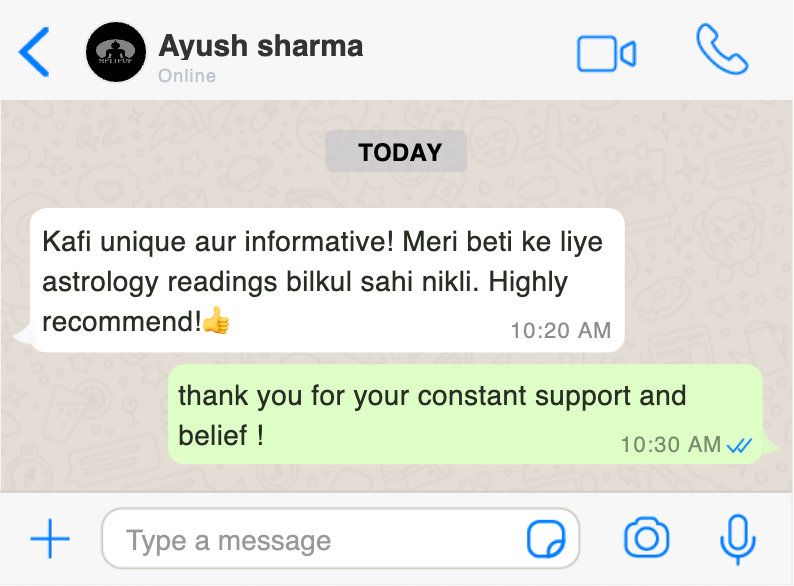 Ayush sharma
Online
TODAY
Kafi unique aur informative! Meri beti ke liye
astrology readings bilkul sahi nikli. Highly
recommend!👍
10:20 AM
thank you for your constant support and
belief !
10:30 AM
Type a message